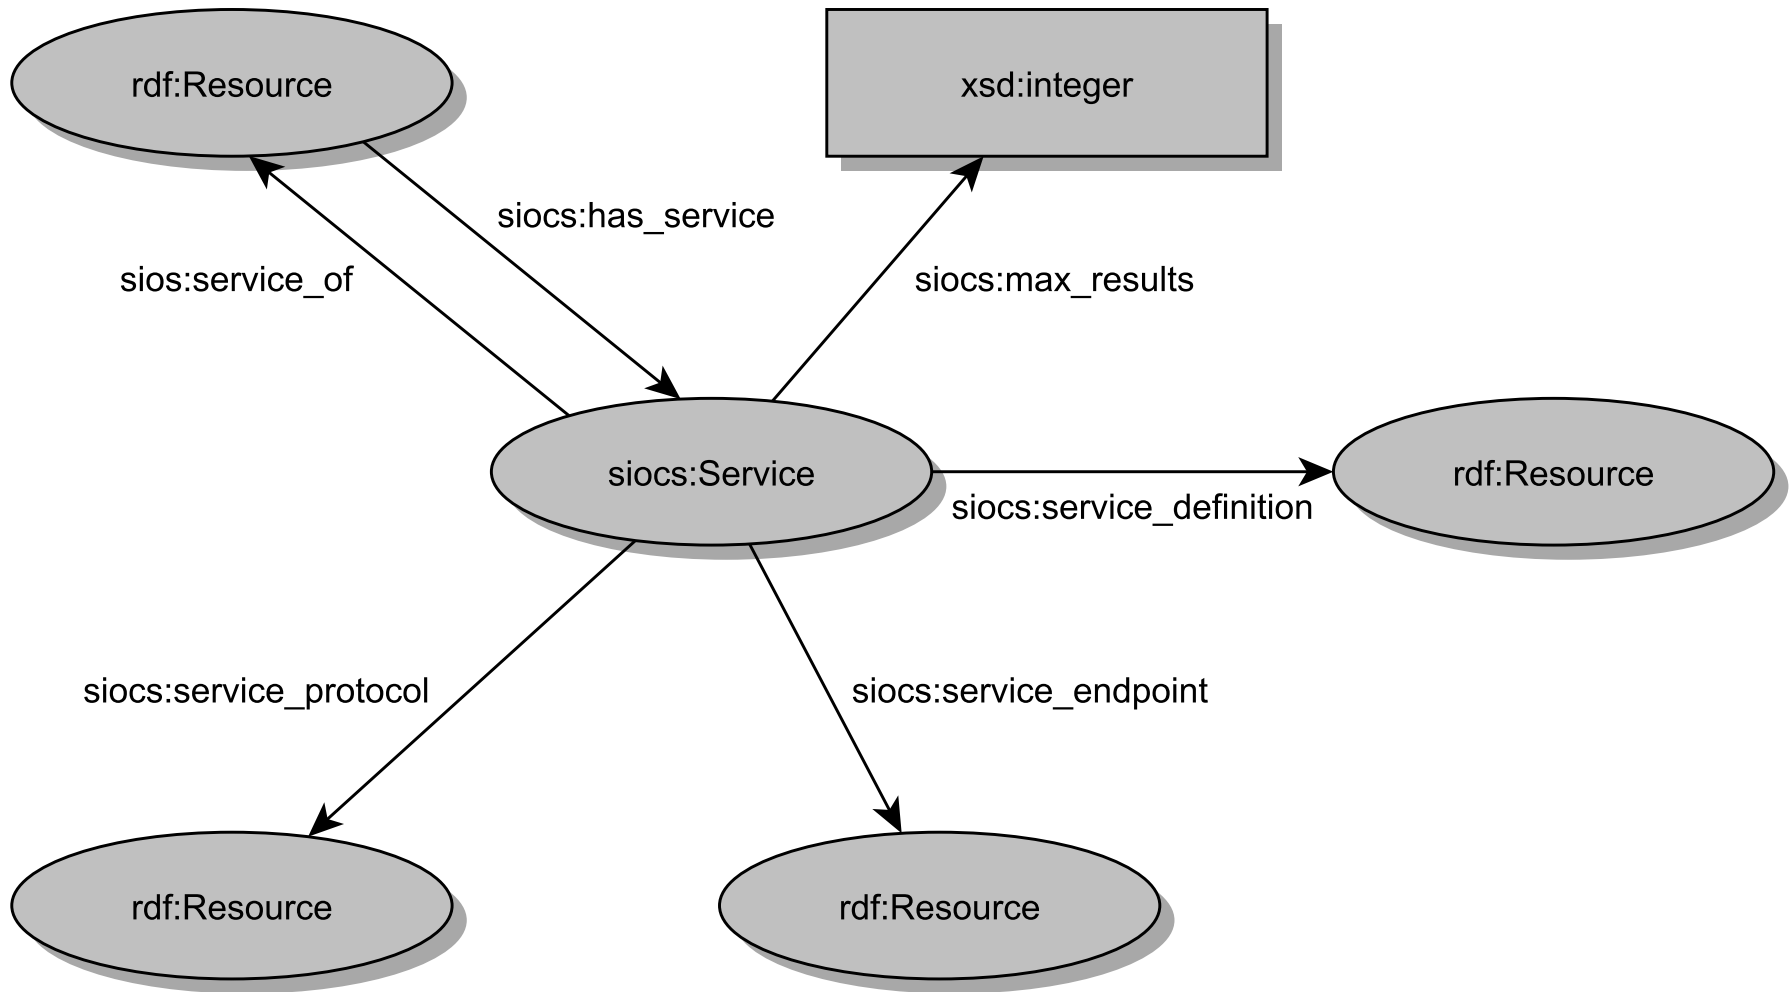 rdf:Resource
xsd:integer
siocs:has_service
sios:service_of
siocs:max_results
siocs:Service
rdf:Resource
siocs:service_definition
siocs:service_protocol
siocs:service_endpoint
rdf:Resource
rdf:Resource